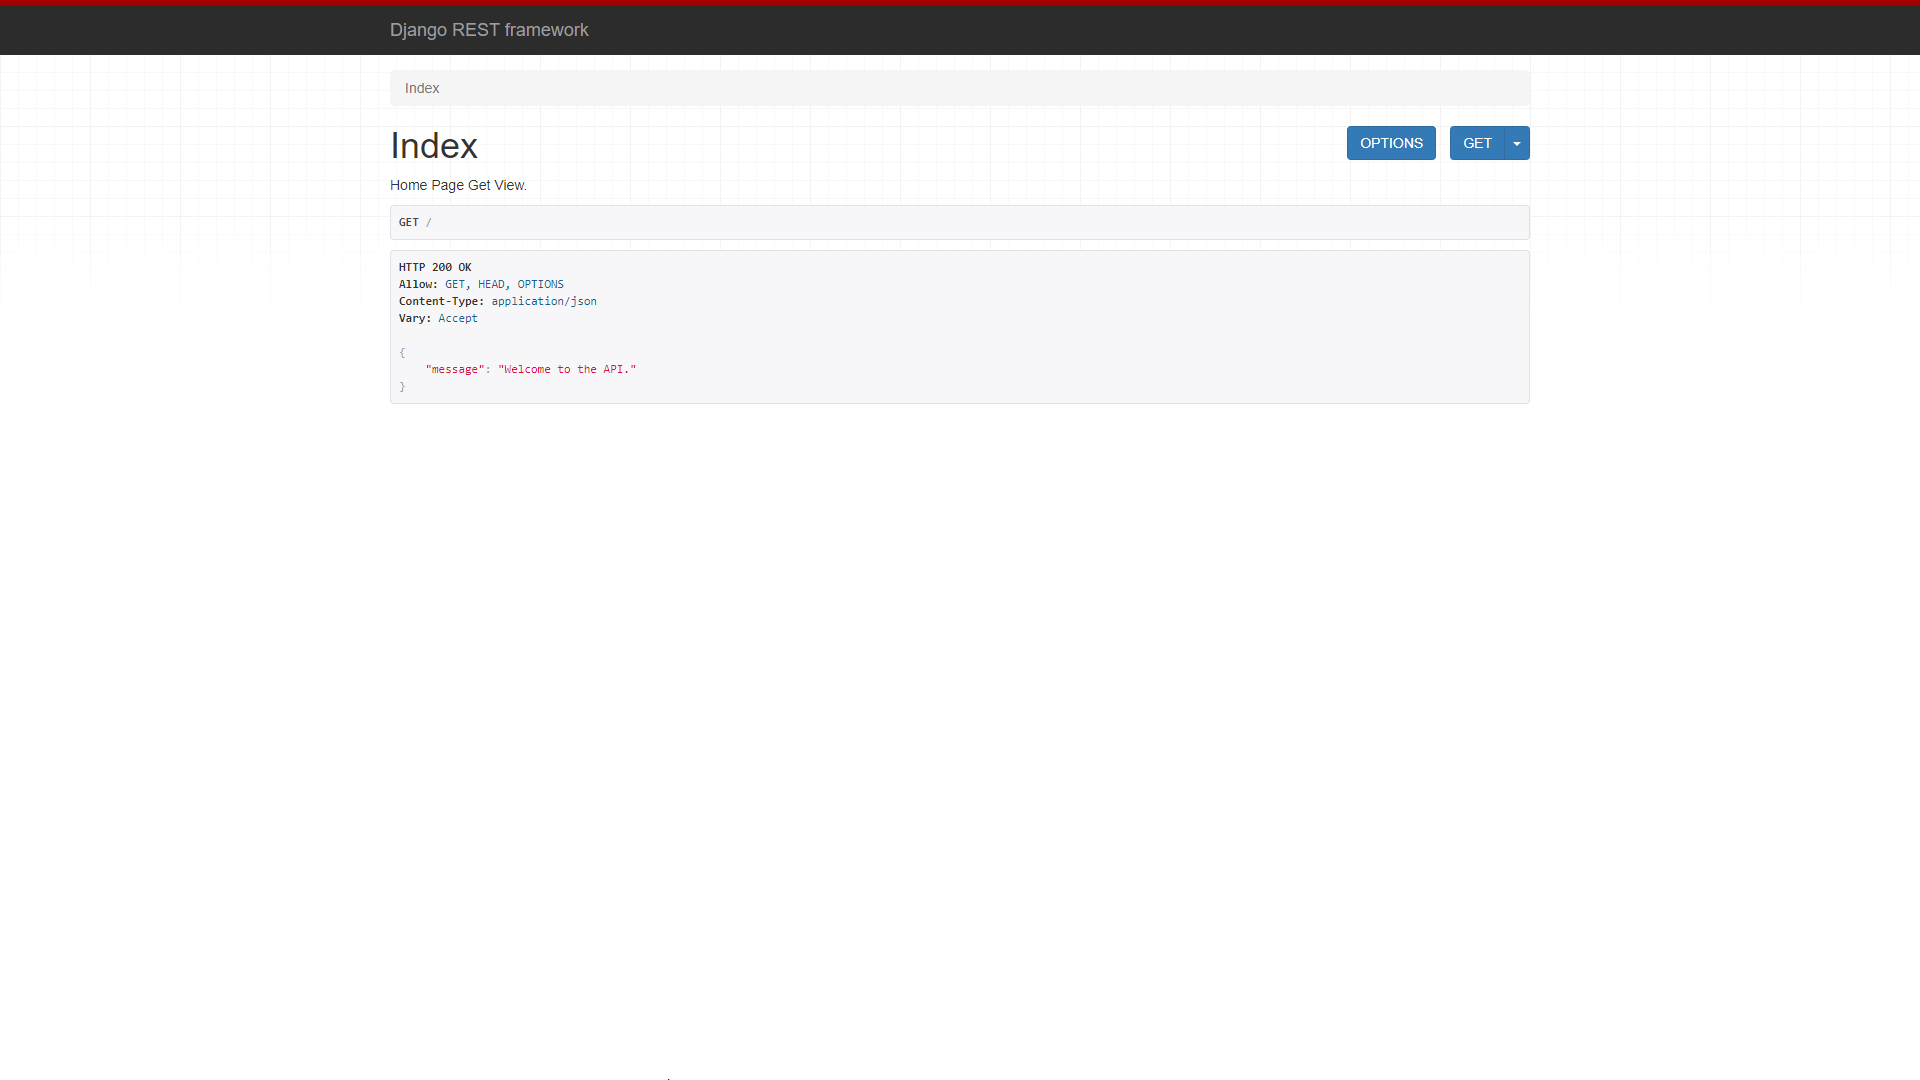 Django REST framework
Index
Index
OPTIONS
GET
Home Page Get View.
GET /
HTTP 200 OK
Allow: GET, HEAD, OPTIONS
Content-Type: application/json
Vary: Accept
{
"message": "Welcome to the API."
}